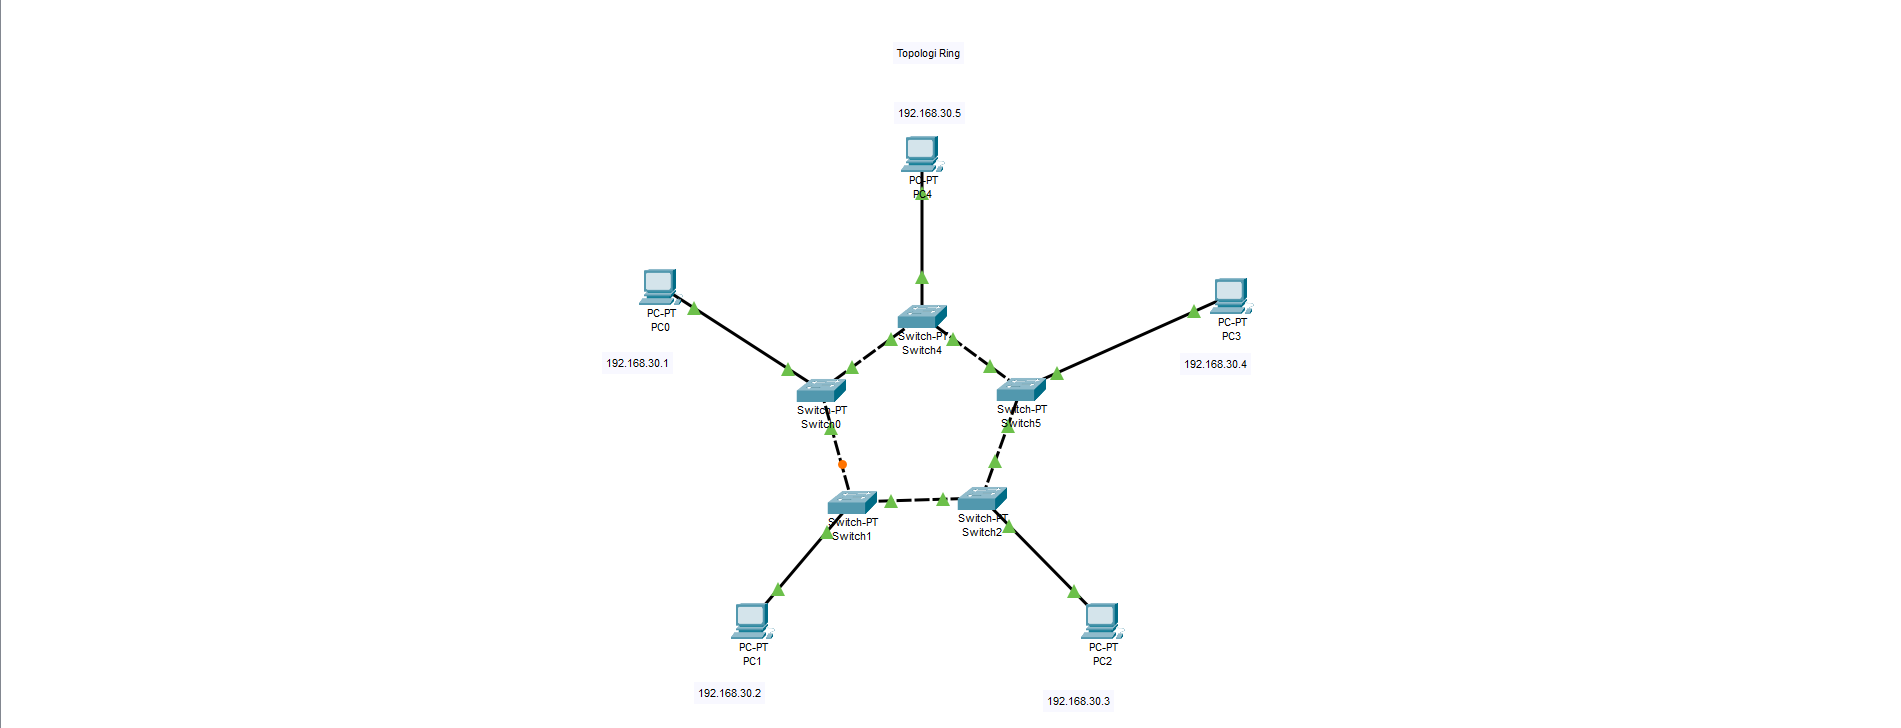 Topologi Ring
192.168.30.5
PC-PT
PC4
PC-PT
PC0
192.168.30.1
PC-PT
PC3
192.168.30.4
Switch-PT
Switch4
Switch-PT
Switch0
Switch-PT
Switch5
Switch-PT
Switch1
Switch-PT
Switch2
PC-PT
PC1
192.168.30.2
PC-PT
PC2
192.168.30.3